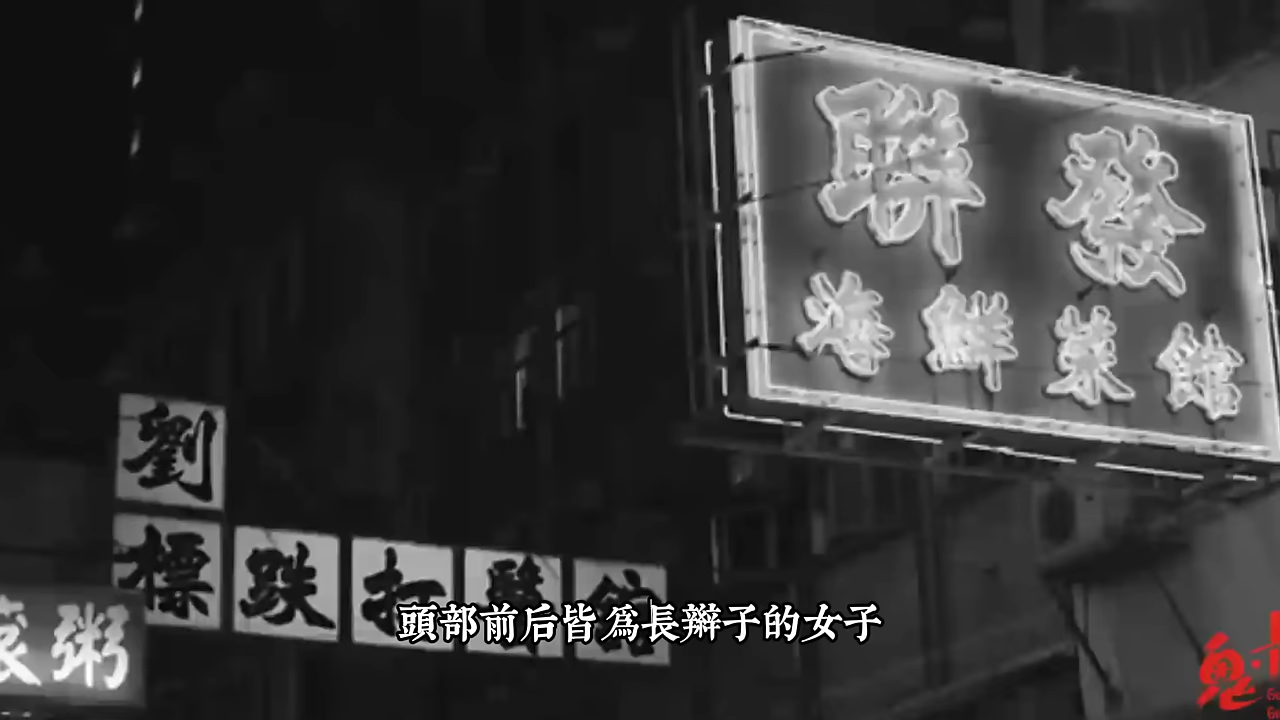 聯發
海鮮菜館
劉
標跌打醫館
粥
頭部前后皆為長辮子的女子